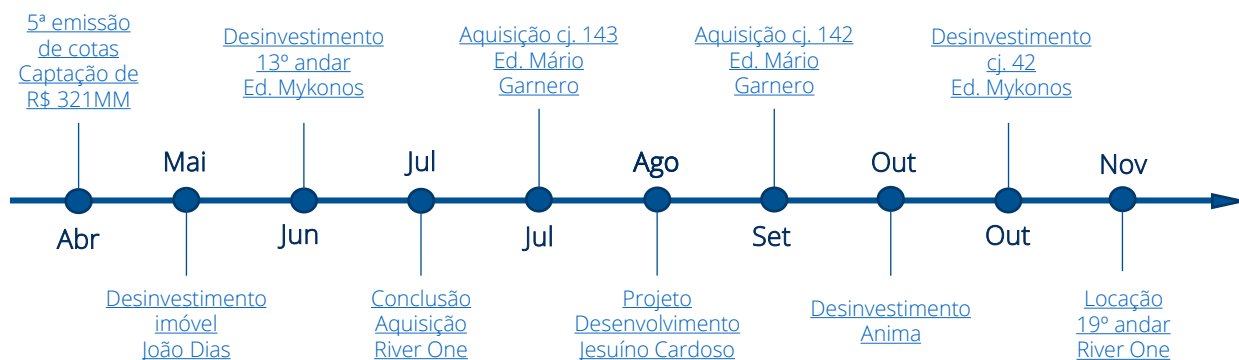 5ª emissão
de cotas
Captação de
R$ 321MM
Desinvestimento
13º andar
Ed. Mykonos
Aquisição cj. 143
Ed. Mário
Garnero
Aquisição cj. 142
Ed. Mário
Garnero
Desinvestimento
cj. 42
Ed. Mykonos
Mai
Jul
Ago
Out
Nov
Abr
Jun
Jul
Set
Out
Desinvestimento
imóvel
João Dias
Conclusão
Aquisição
River One
Projeto
Desenvolvimento
Jesuíno Cardoso
Desinvestimento
Anima
Locação
19º andar
River One